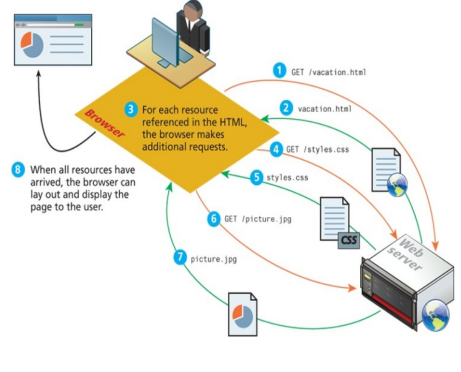 1 GET /vacation.html
2 vacation.html
3 For each resource
referenced in the HTML,
the browser makes
additional requests.
Browser
4 GET /styles.css
5 styles.css
6 GET /picture.jpg
7 picture.jpg
8 When all resources have
arrived, the browser can
lay out and display the
page to the user.
CSS
Web
server